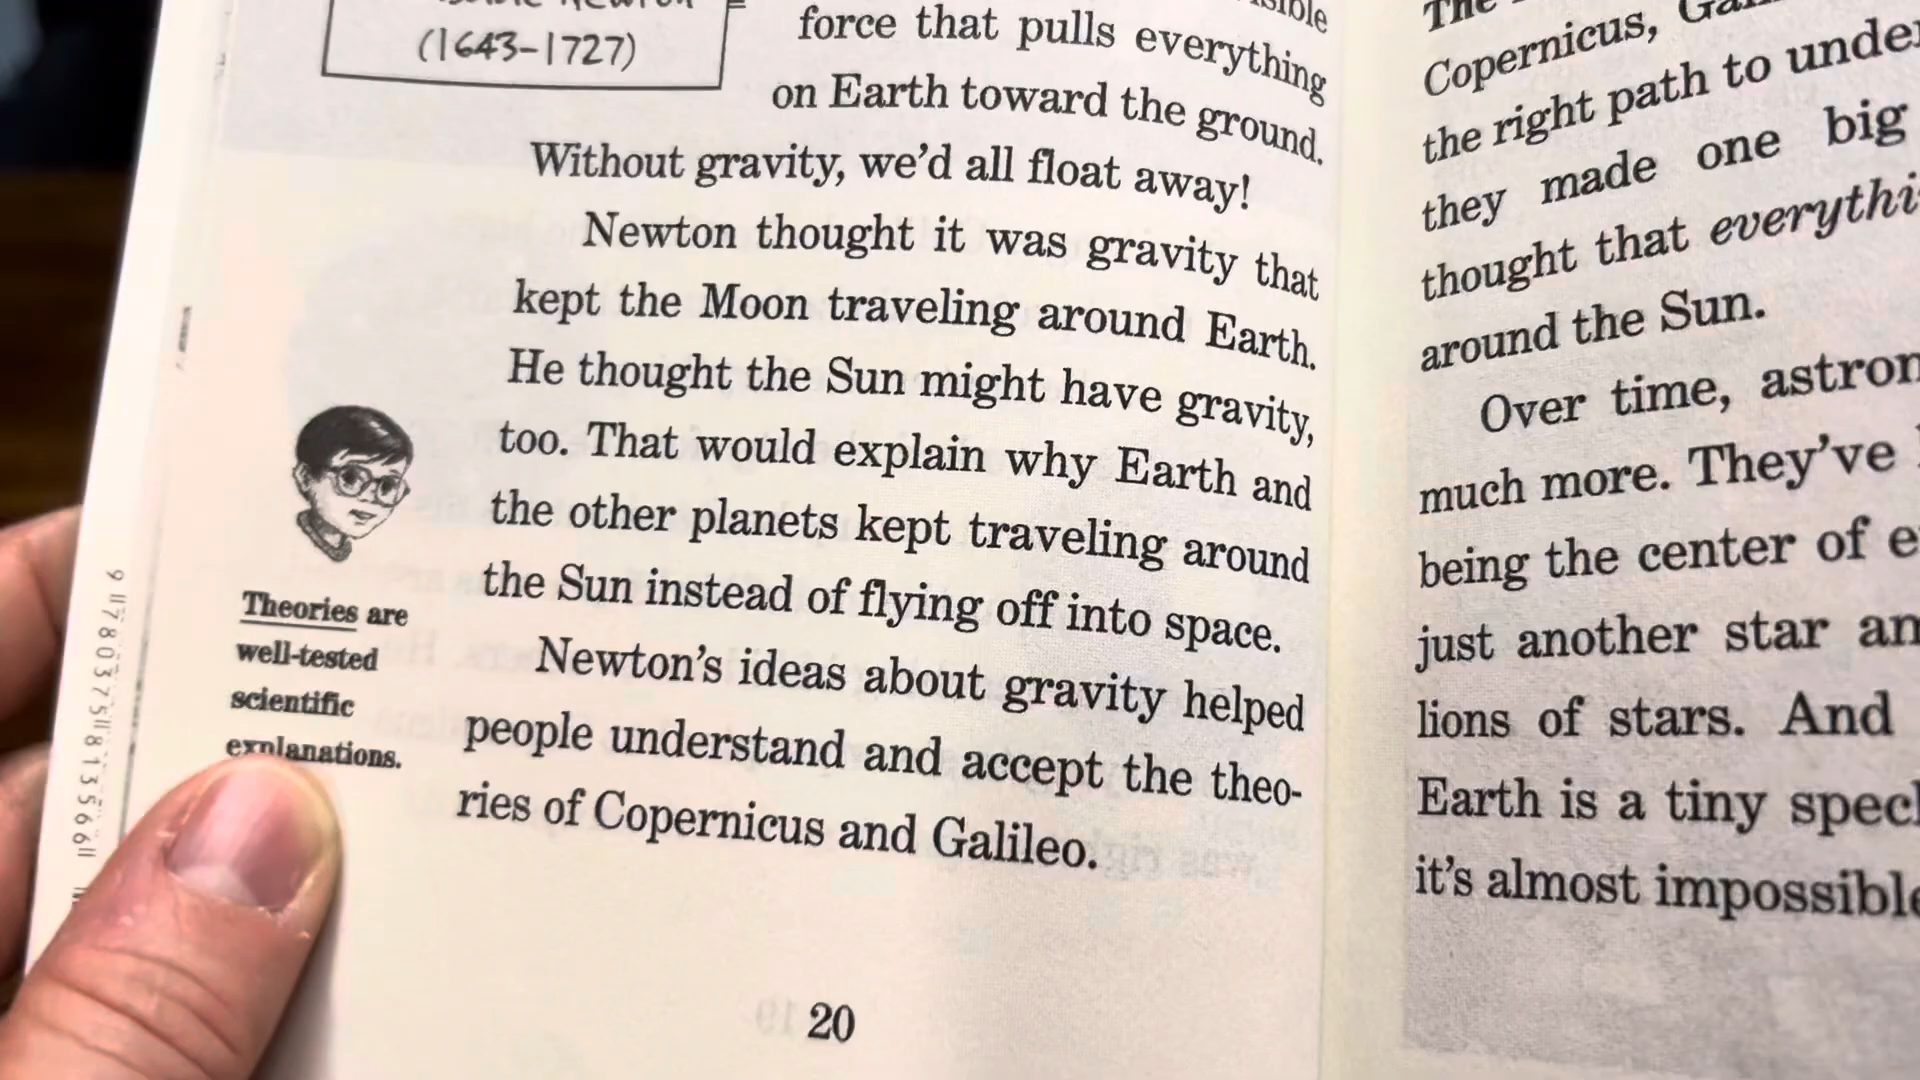 Newton
(1643–1727)
force that pulls everything
on Earth toward the ground.
Without gravity, we'd all float away!
Newton thought it was gravity that
kept the Moon traveling around Earth.
He thought the Sun might have gravity,
too. That would explain why Earth and
the other planets kept traveling around
the Sun instead of flying off into space.
Newton's ideas about gravity helped
people understand and accept the theo-
ries of Copernicus and Galileo.
Theories are
well-tested
scientific
explanations.
20
The
Copernicus,
the right path to
they made one big
thought that
around the Sun.
Over time,
much more. They've
being the center of
just another star
lions of stars. And
Earth is a tiny
it's almost